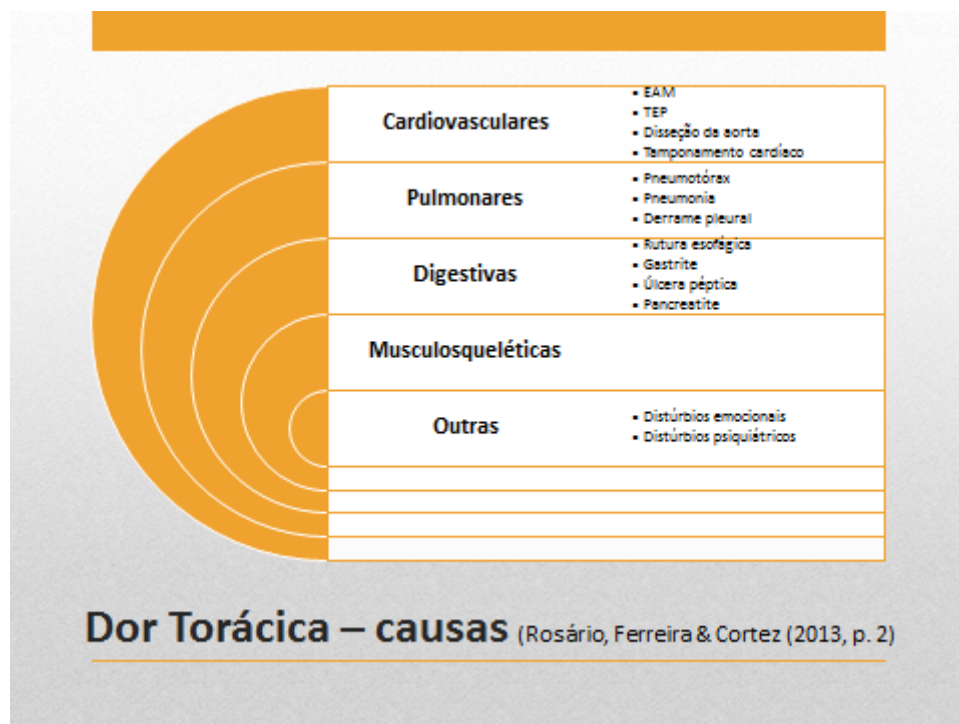 Cardiovasculares
▪ EAM
▪ TEP
▪ Disseção da aorta
▪ Tamponamento cardíaco
Pulmonares
▪ Pneumotórax
▪ Pneumonia
▪ Derrame pleural
Digestivas
▪ Rutura esofágica
▪ Gastrite
▪ Úlcera péptica
▪ Pancreatite
Musculosqueléticas
Outras
▪ Distúrbios emocionais
▪ Distúrbios psiquiátricos
Dor Torácica – causas (Rosário, Ferreira & Cortez (2013, p. 2)